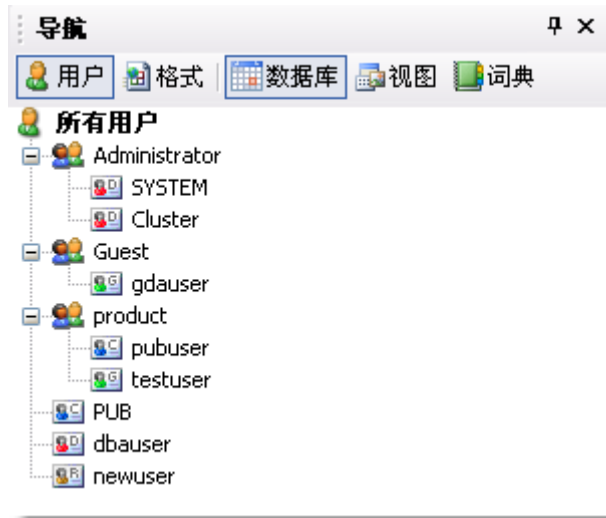 导航
用户 格式 数据库 视图 词典
所有用户
Administrator
D SYSTEM
D Cluster
Guest
G gdauser
product
C pubuser
G testuser
C PUB
D dbauser
R newuser